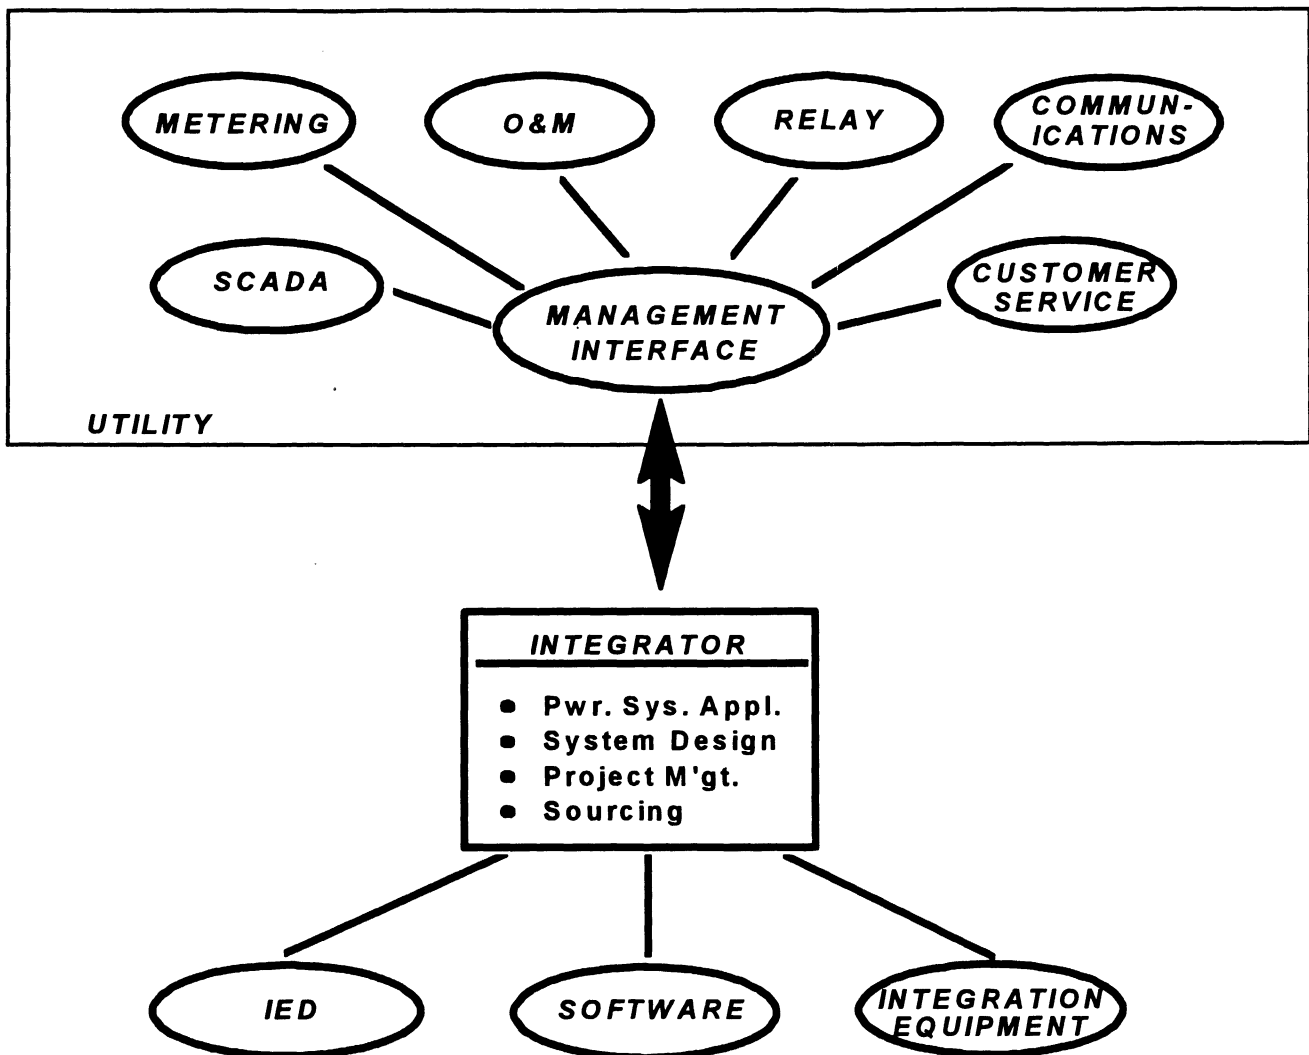 METERING
O&M
RELAY
COMMUN-
ICATIONS
SCADA
CUSTOMER
SERVICE
MANAGEMENT
INTERFACE
UTILITY
INTEGRATOR
● Pwr. Sys. Appl.
● System Design
● Project M'gt.
● Sourcing
IED
SOFTWARE
INTEGRATION
EQUIPMENT